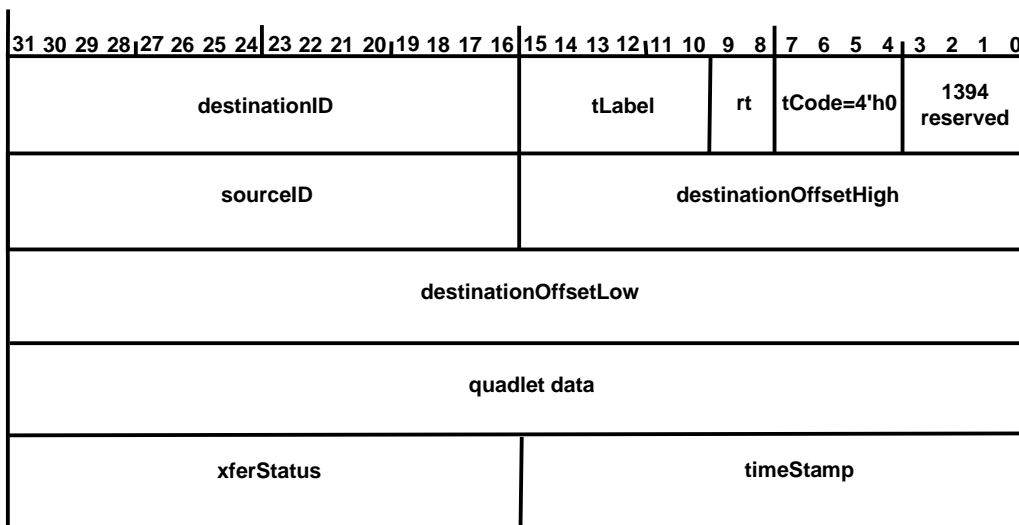 31 30 29 28 27 26 25 24 23 22 21 20 19 18 17 16 15 14 13 12 11 10 9 8 7 6 5 4 3 2 1 0
destinationID tLabel rt tCode=4'h0 1394
reserved
sourceID destinationOffsetHigh
destinationOffsetLow
quadlet data
xferStatus timeStamp